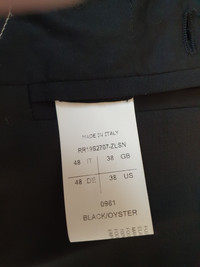 MADE IN ITALY
RR19S2707-ZLSN
48 IT 38 GB
48 DE 38 US
0961
BLACK/OYSTER